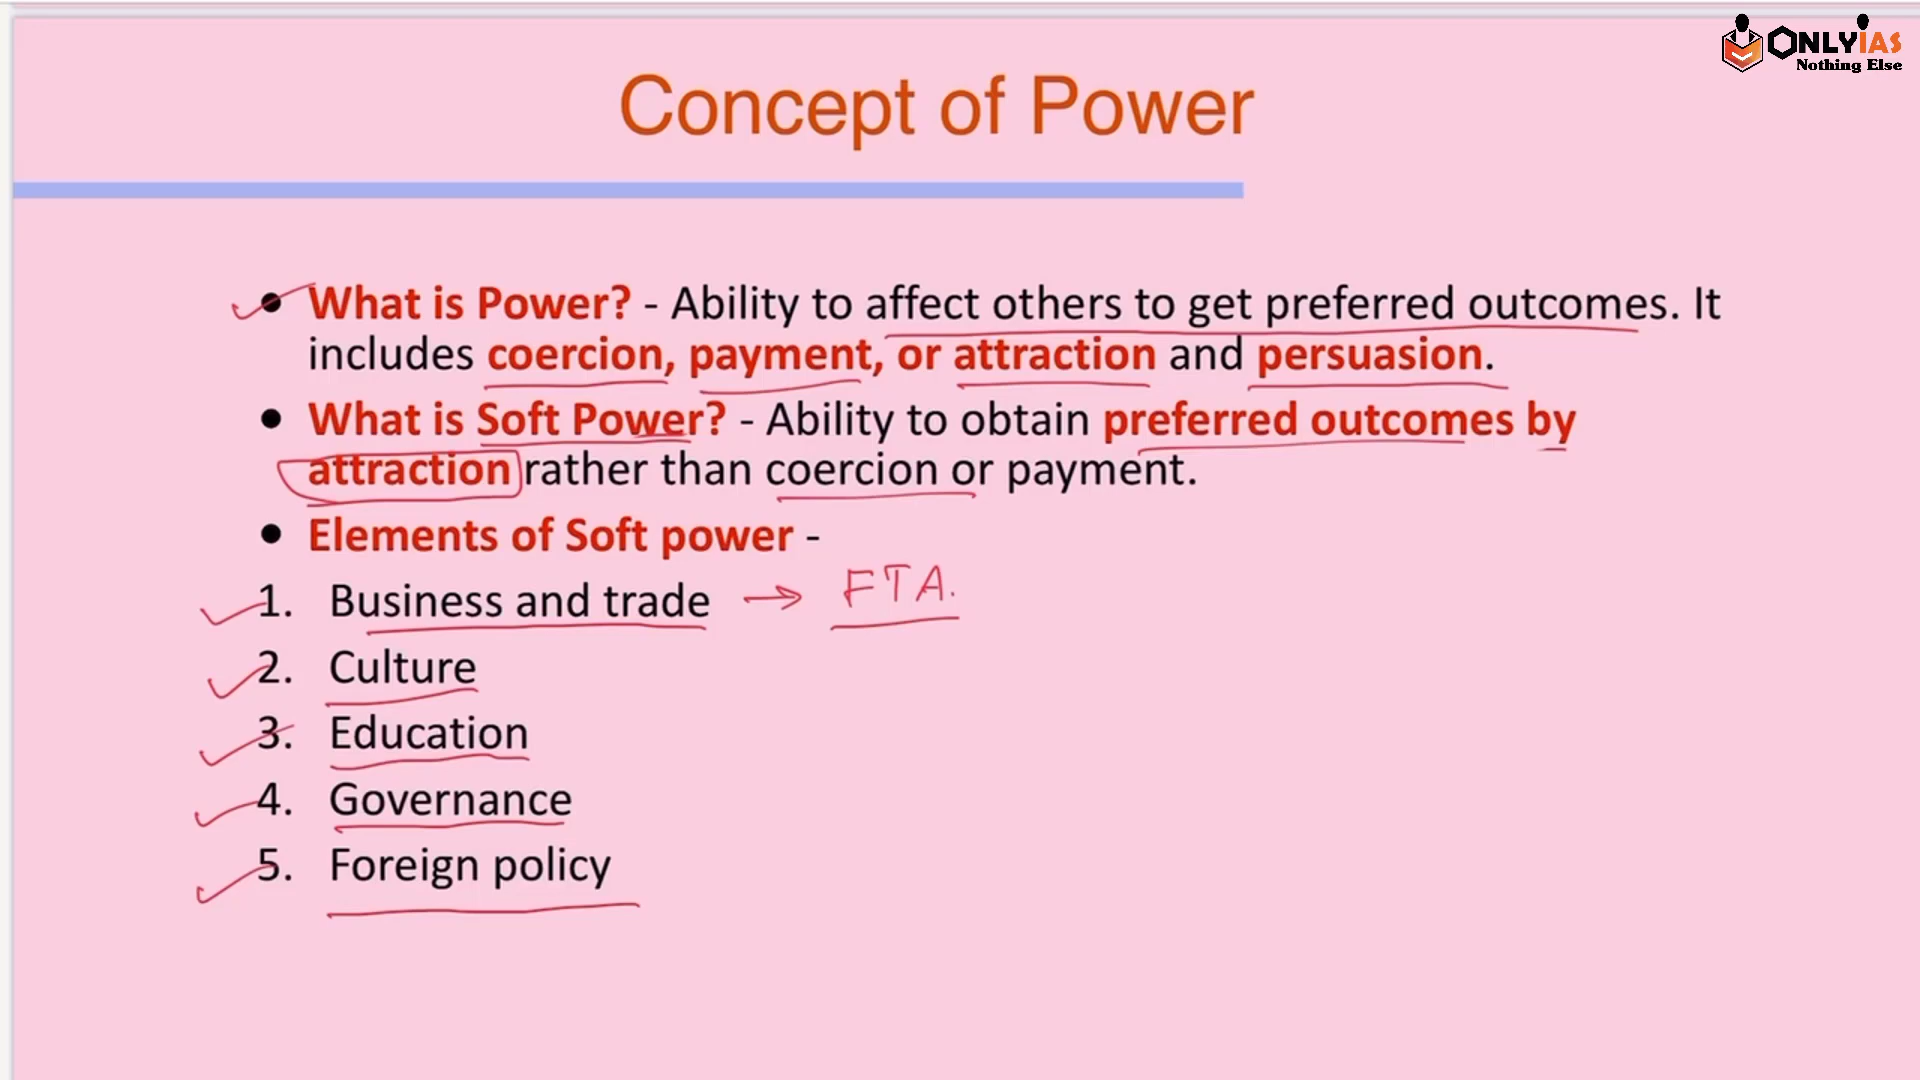 ONLYIAS
Nothing Else
Concept of Power
● What is Power? - Ability to affect others to get preferred outcomes. It
includes coercion, payment, or attraction and persuasion.
● What is Soft Power? - Ability to obtain preferred outcomes by
attraction rather than coercion or payment.
● Elements of Soft power -
1. Business and trade → FTA.
2. Culture
3. Education
4. Governance
5. Foreign policy